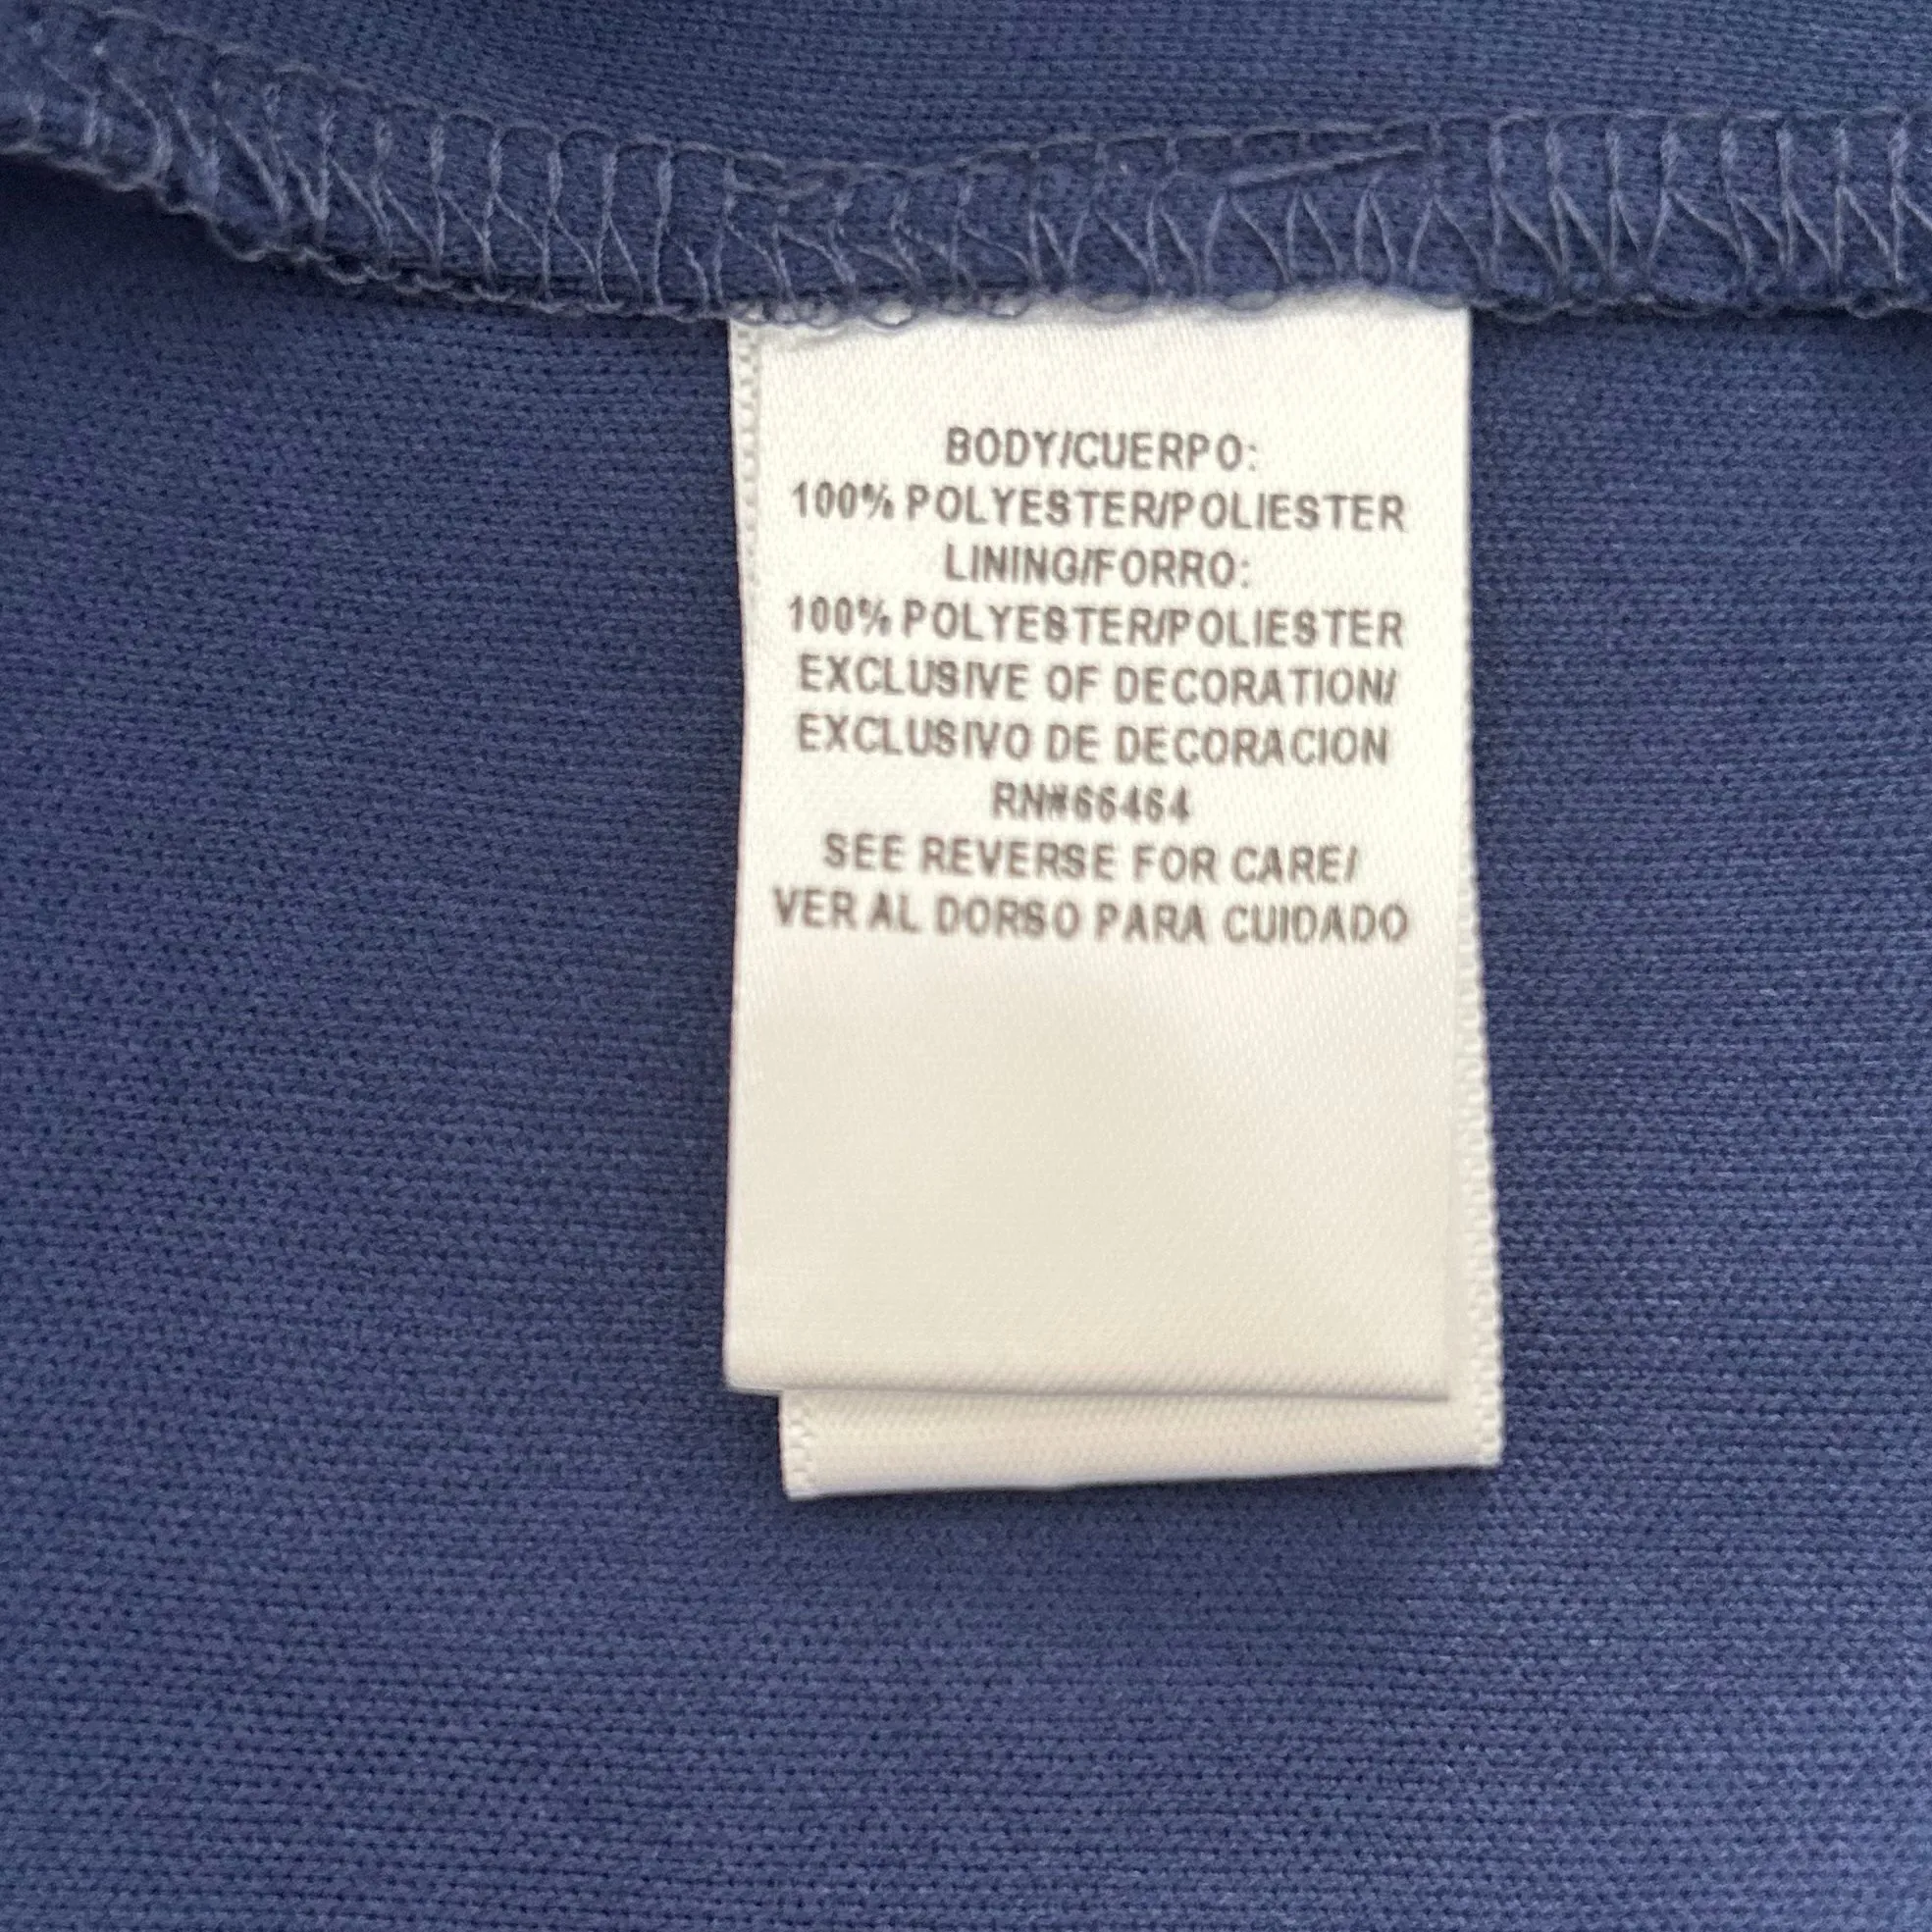 BODY/CUERPO:
100% POLYESTER/POLIESTER
LINING/FORRO:
100% POLYESTER/POLIESTER
EXCLUSIVE OF DECORATION/
EXCLUSIVO DE DECORACION
RN#66464
SEE REVERSE FOR CARE/
VER AL DORSO PARA CUIDADO